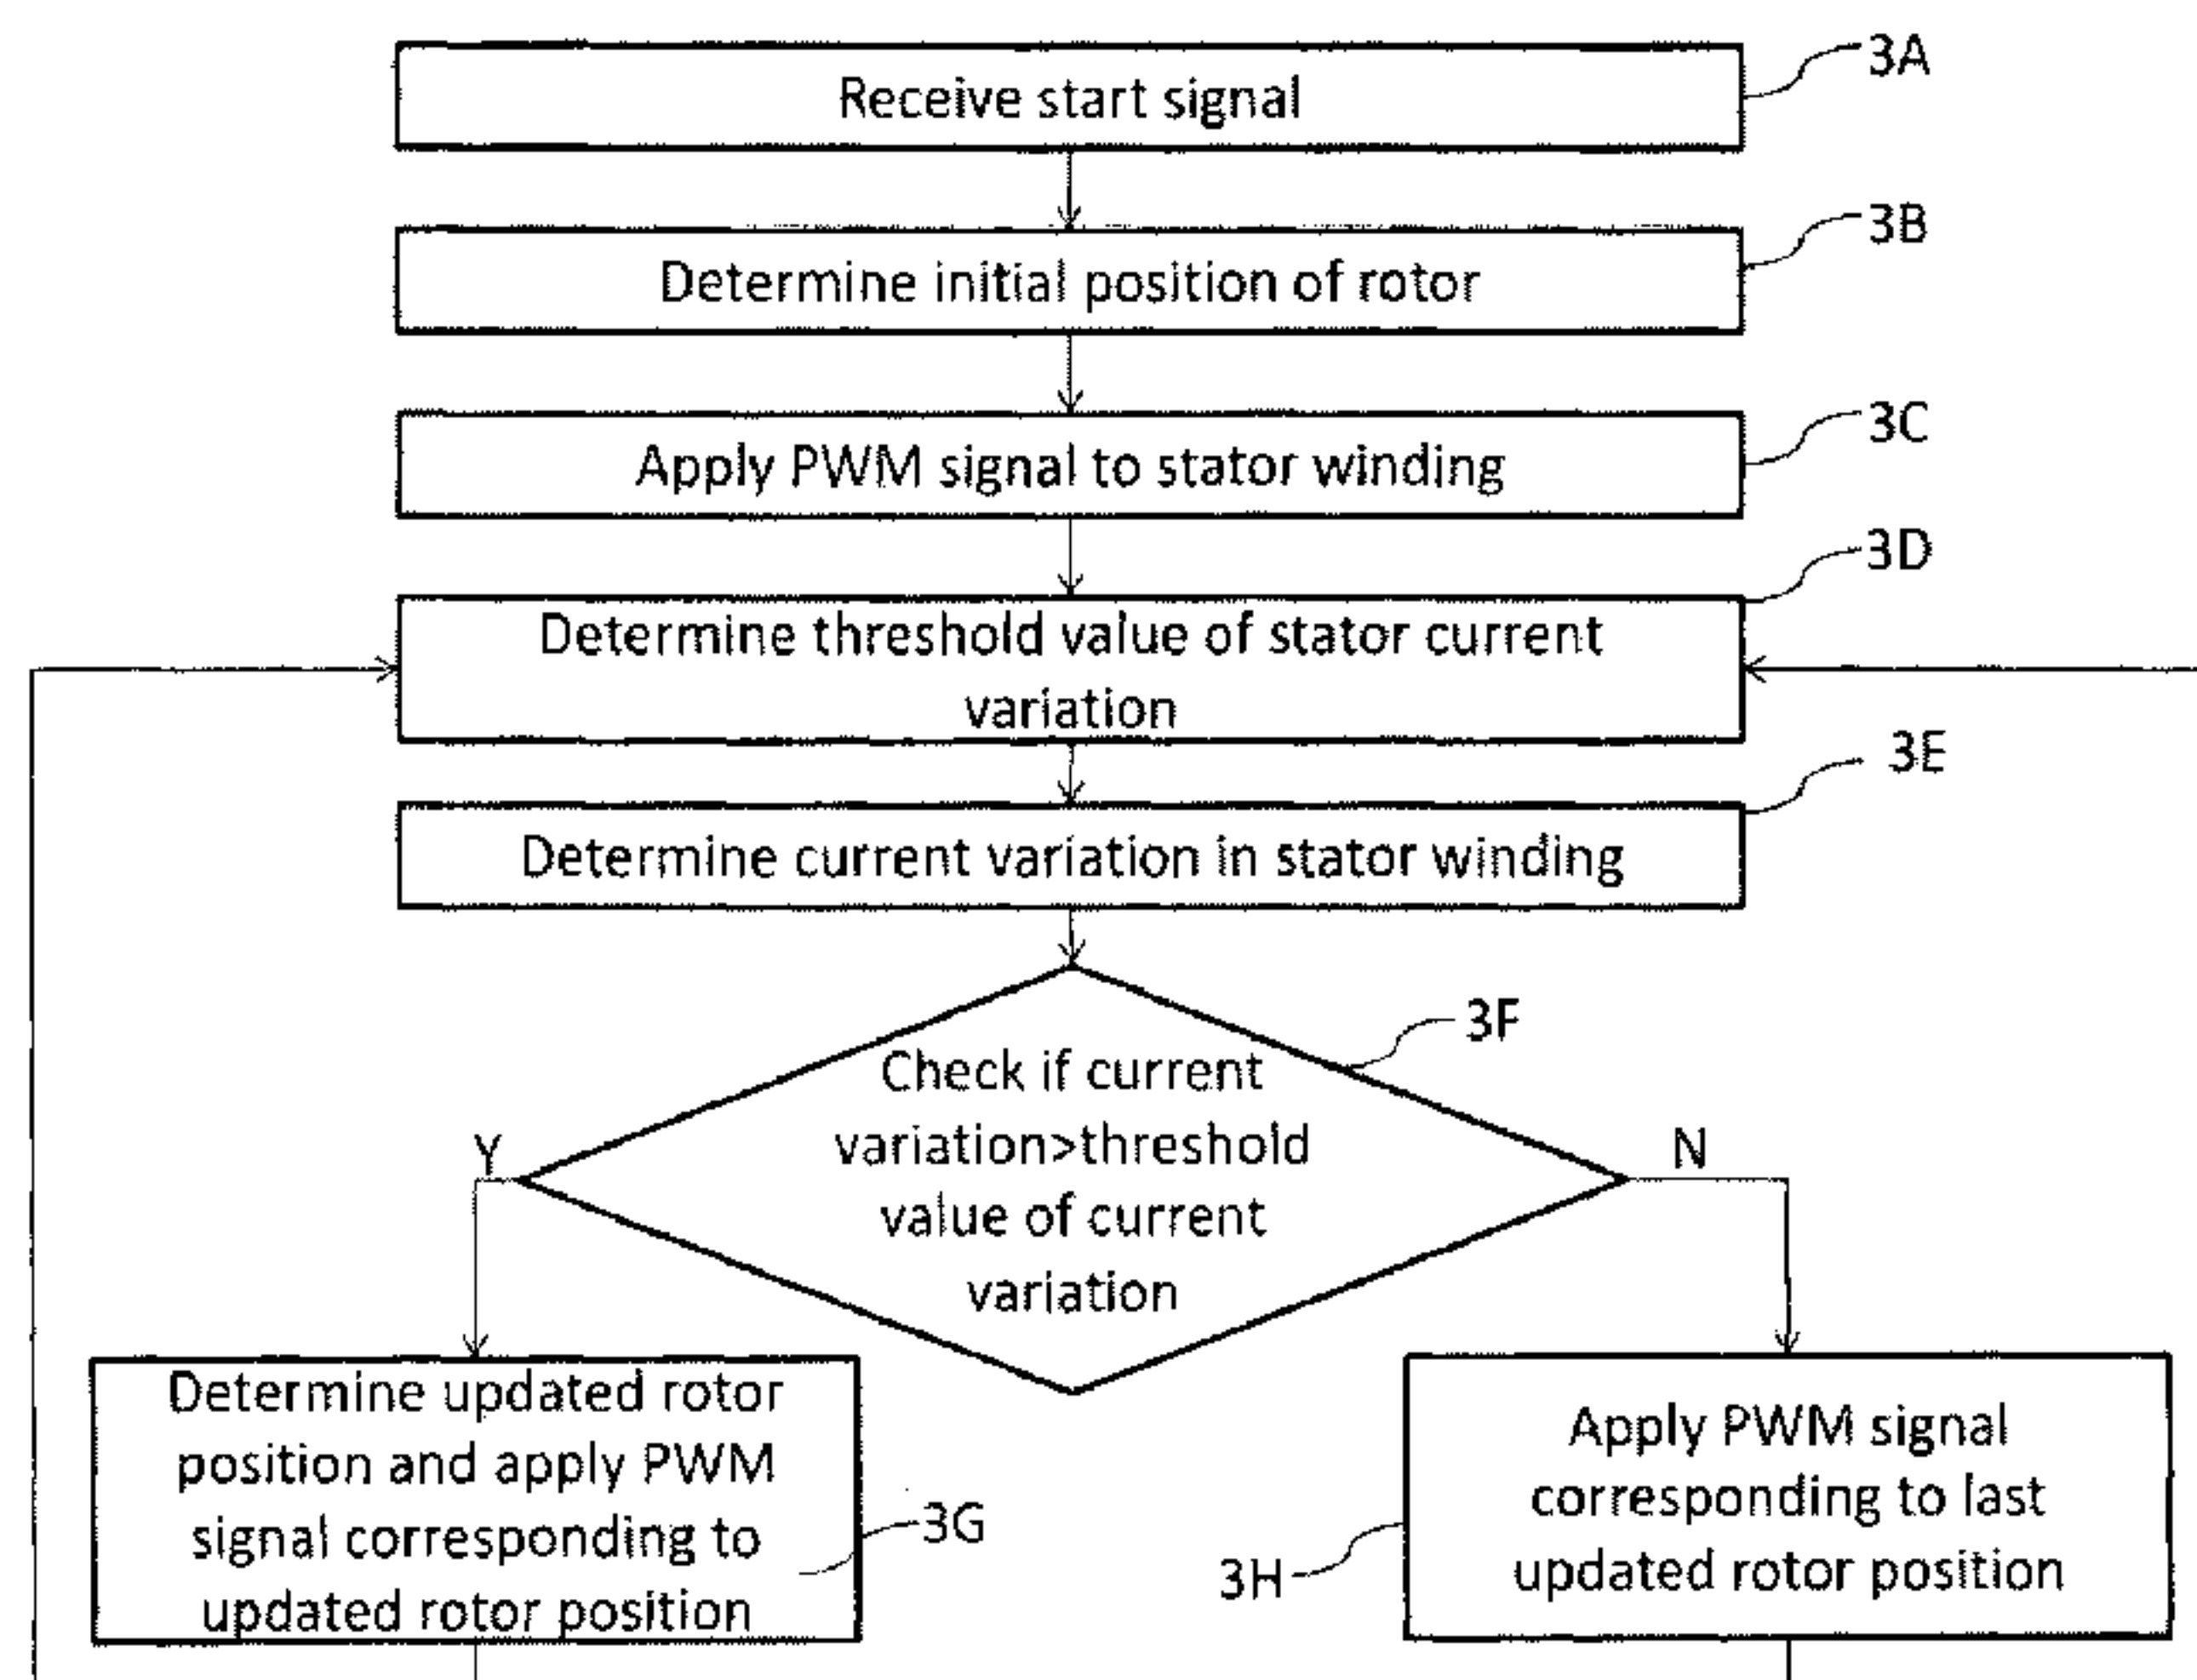 Receive start signal
3A
Determine initial position of rotor
3B
Apply PWM signal to stator winding
3C
Determine threshold value of stator current
variation
3D
Determine current variation in stator winding
3E
Check if current
variation>threshold
value of current
variation
3F
Y
N
Determine updated rotor
position and apply PWM
signal corresponding to
updated rotor position
3G
Apply PWM signal
corresponding to last
updated rotor position
3H